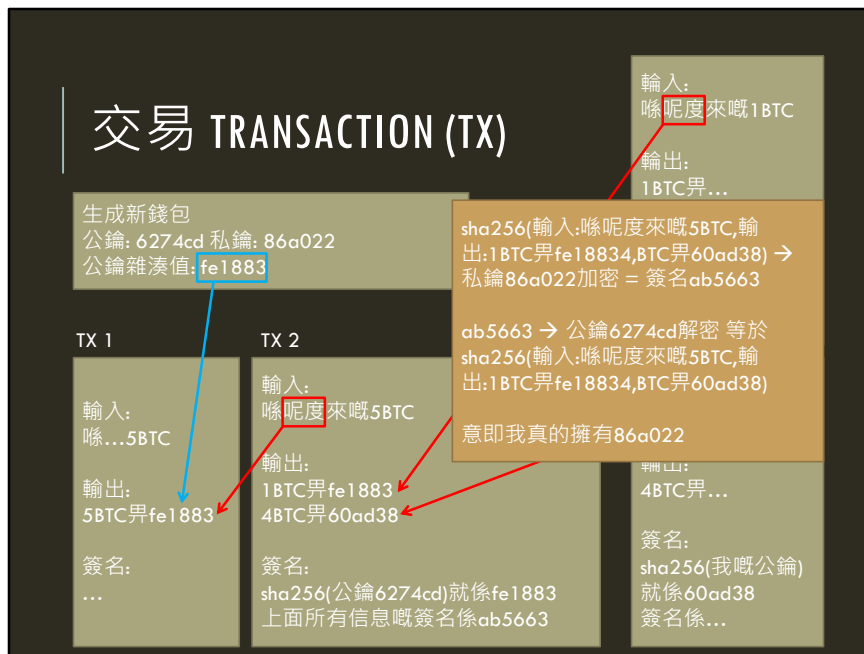 交易 TRANSACTION (TX)
生成新錢包
公鑰: 6274cd 私鑰: 86a022
公鑰雜湊值: fe1883
TX 1
輸入:
喺…5BTC
輸出:
5BTC畀fe1883
簽名:
…
TX 2
輸入:
喺呢度來嘅5BTC
輸出:
1BTC畀fe1883
4BTC畀60ad38
簽名:
sha256(公鑰6274cd)就係fe1883
上面所有信息嘅簽名係ab5663
輸入:
喺呢度來嘅1BTC
輸出:
1BTC畀…
sha256(輸入:喺呢度來嘅5BTC,輸
出:1BTC畀fe18834,BTC畀60ad38) →
私鑰86a022加密 = 簽名ab5663
ab5663 → 公鑰6274cd解密 等於
sha256(輸入:喺呢度來嘅5BTC,輸
出:1BTC畀fe18834,BTC畀60ad38)
意即我真的擁有86a022
輸出:
4BTC畀…
簽名:
sha256(我嘅公鑰)
就係60ad38
簽名係…